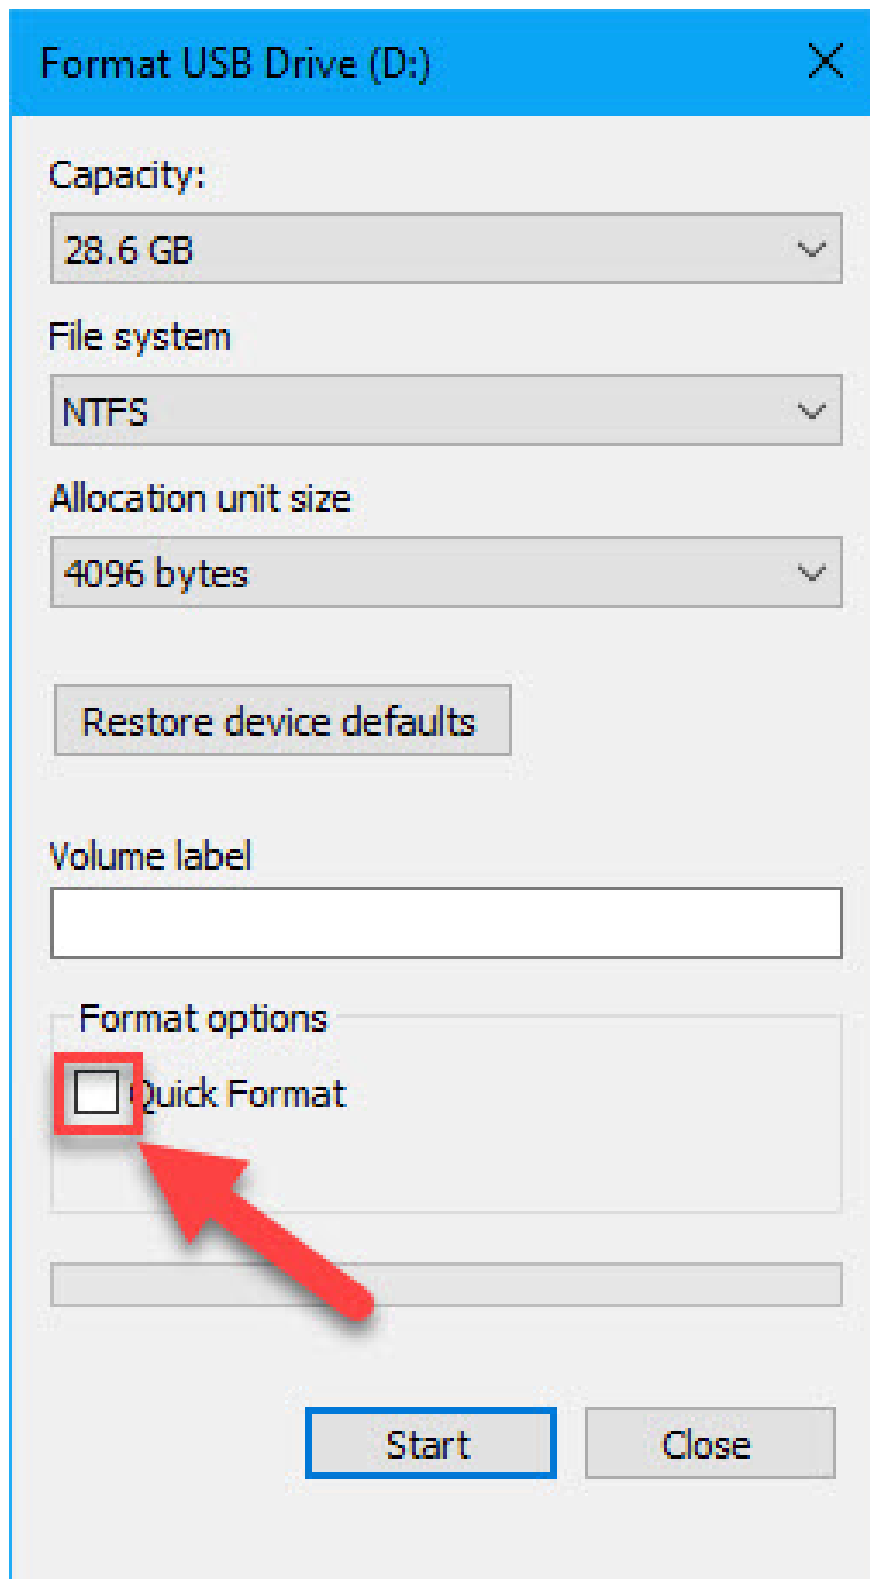 Format USB Drive (D:)
Capacity:
28.6 GB
File system
NTFS
Allocation unit size
4096 bytes
Restore device defaults
Volume label
Format options
Quick Format
Start
Close